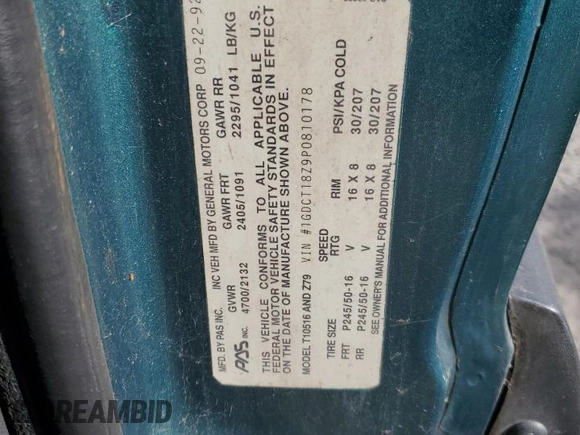 MFD. BY PAS INC. INC VEH MFD BY GENERAL MOTORS CORP 09-22-92
PAS INC. GVWR GAWR FRT GAWR RR
4700/2132 2405/1091 2295/1041 LB/KG
THIS VEHICLE CONFORMS TO ALL APPLICABLE U.S.
FEDERAL MOTOR VEHICLE SAFETY STANDARDS IN EFFECT
ON THE DATE OF MANUFACTURE SHOWN ABOVE.
MODEL T10516 AND Z79 VIN #1GDCT18Z9P0810178
TIRE SIZE SPEED RTG RIM PSI/KPA COLD
FRT P245/50-16 V 16 X 8 30/207
RR P245/50-16 V 16 X 8 30/207
SEE OWNER'S MANUAL FOR ADDITIONAL INFORMATION
DREAMBID